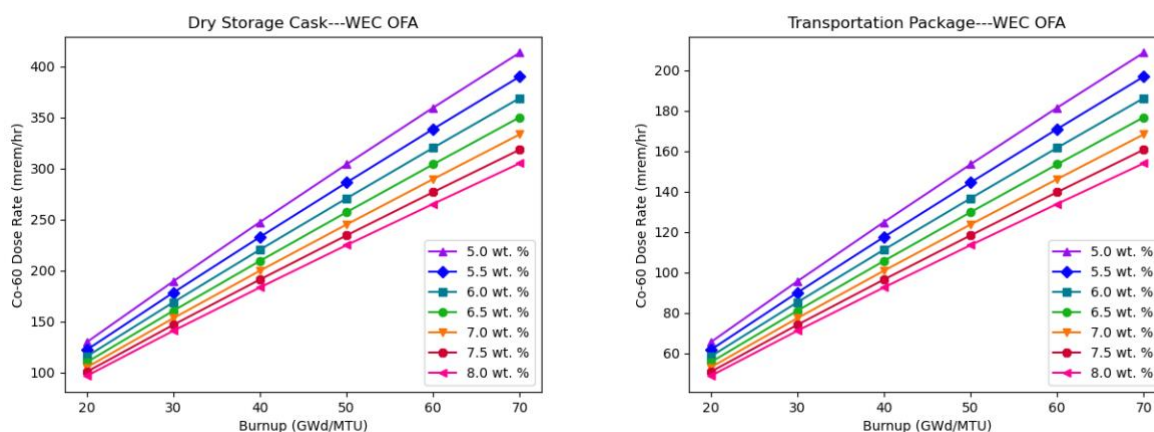 Dry Storage Cask---WEC OFA
Co-60 Dose Rate (mrem/hr)
400
350
300
250
200
150
100
5.0 wt. %
5.5 wt. %
6.0 wt. %
6.5 wt. %
7.0 wt. %
7.5 wt. %
8.0 wt. %
20 30 40 50 60 70
Burnup (GWd/MTU)
Transportation Package---WEC OFA
Co-60 Dose Rate (mrem/hr)
200
180
160
140
120
100
80
60
5.0 wt. %
5.5 wt. %
6.0 wt. %
6.5 wt. %
7.0 wt. %
7.5 wt. %
8.0 wt. %
20 30 40 50 60 70
Burnup (GWd/MTU)